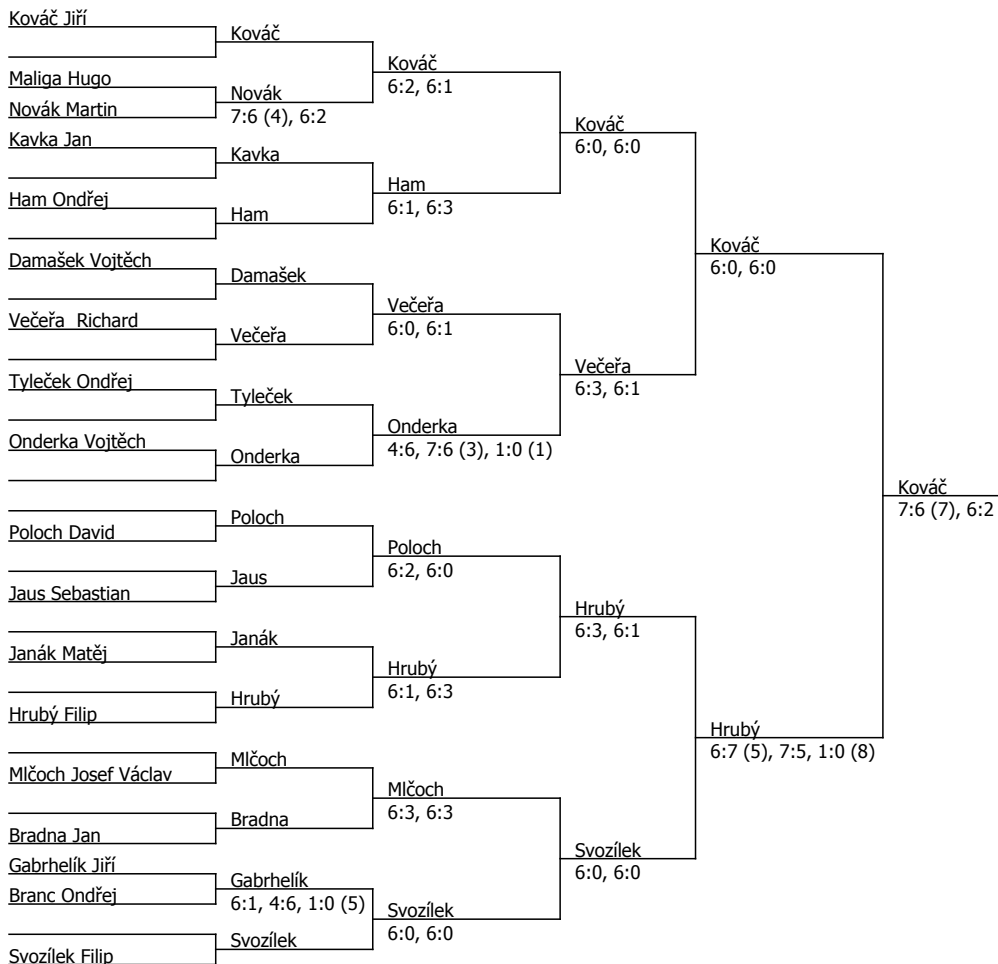 Kováč Jiří
Kováč
Kováč
6:2, 6:1
Maliga Hugo
Novák
7:6 (4), 6:2
Novák Martin
Kováč
6:0, 6:0
Kavka Jan
Kavka
Ham
6:1, 6:3
Ham Ondřej
Ham
Kováč
6:0, 6:0
Damašek Vojtěch
Damašek
Večeřa
6:0, 6:1
Večeřa  Richard
Večeřa
Večeřa
6:3, 6:1
Tyleček Ondřej
Tyleček
Onderka
4:6, 7:6 (3), 1:0 (1)
Onderka Vojtěch
Onderka
Kováč
7:6 (7), 6:2
Poloch
Poloch David
Poloch
6:2, 6:0
Jaus
Jaus Sebastian
Hrubý
6:3, 6:1
Janák
Janák Matěj
Hrubý
6:1, 6:3
Hrubý
Hrubý Filip
Hrubý
6:7 (5), 7:5, 1:0 (8)
Mlčoch
Mlčoch Josef Václav
Mlčoch
6:3, 6:3
Bradna
Bradna Jan
Svozílek
6:0, 6:0
Gabrhelík Jiří
Gabrhelík
6:1, 4:6, 1:0 (5)
Branc Ondřej
Svozílek
6:0, 6:0
Svozílek
Svozílek Filip